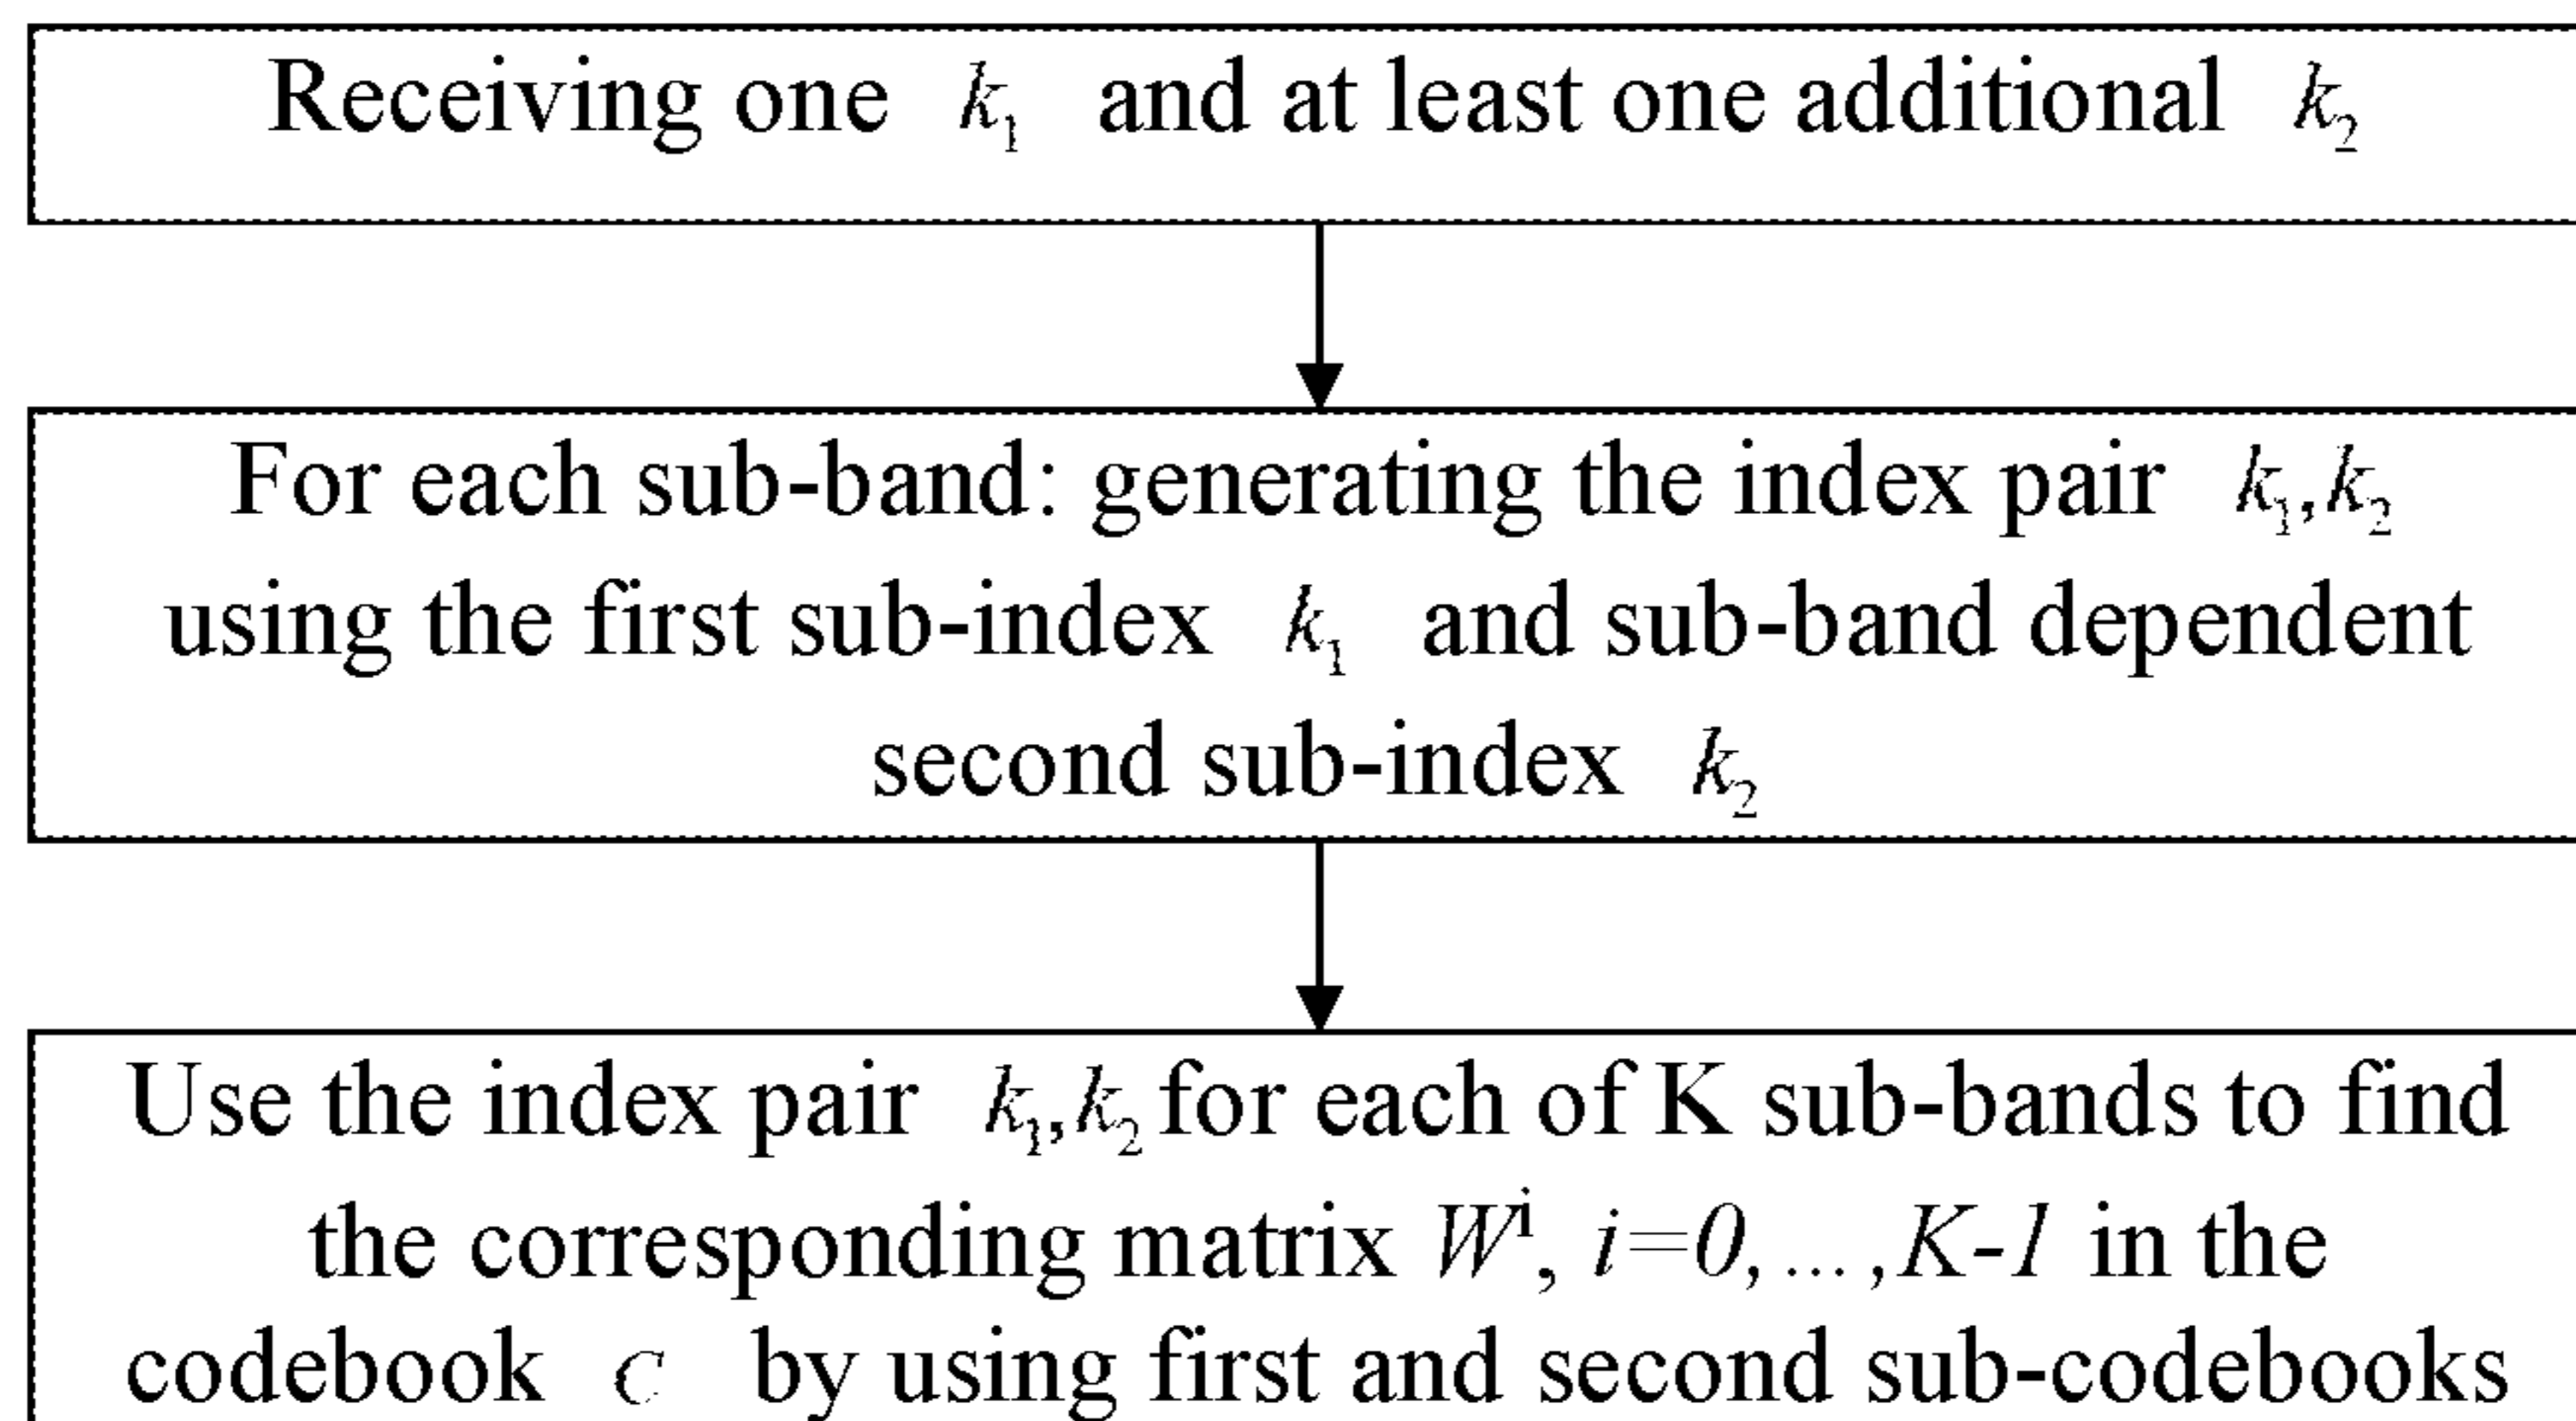 Receiving one k₁ and at least one additional k₂
For each sub-band: generating the index pair k₁,k₂
using the first sub-index k₁ and sub-band dependent
second sub-index k₂
Use the index pair k₁,k₂ for each of K sub-bands to find
the corresponding matrix Wⁱ, i=0,...,K-1 in the
codebook C by using first and second sub-codebooks